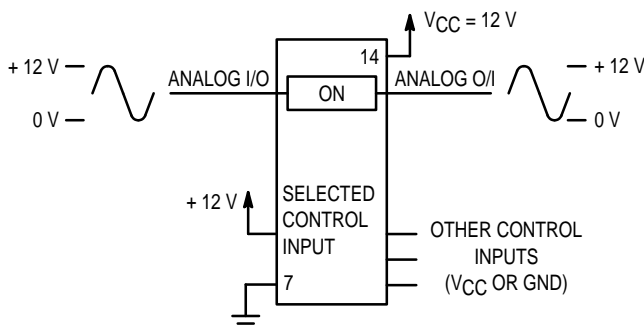 VCC = 12 V
14
+ 12 V
0 V
ANALOG I/O
ON
ANALOG O/I
+ 12 V
0 V
+ 12 V
SELECTED
CONTROL
INPUT
7
OTHER CONTROL
INPUTS
(VCC OR GND)